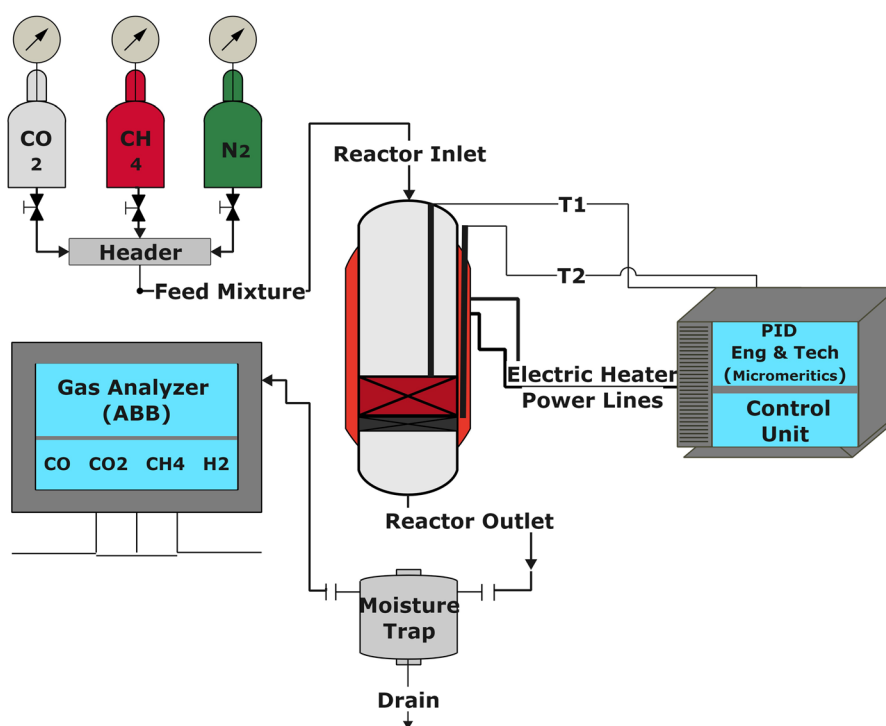 CO
2
CH
4
N2
Header
Feed Mixture
Reactor Inlet
T1
T2
PID
Eng & Tech
(Micromeritics)
Control
Unit
Electric Heater
Power Lines
Gas Analyzer
(ABB)
CO CO2 CH4 H2
Reactor Outlet
Moisture
Trap
Drain